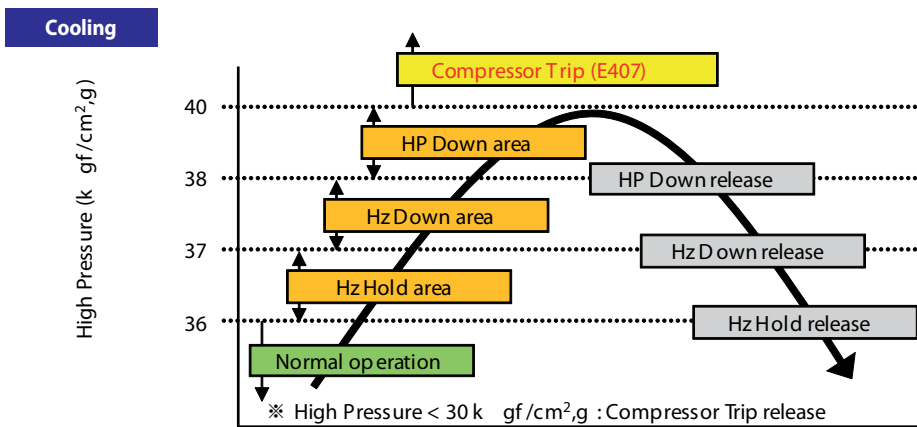 Cooling
Compressor Trip (E407)
High Pressure (k gf/cm²,g)
40
HP Down area
38
HP Down release
Hz Down area
37
Hz Down release
Hz Hold area
36
Hz Hold release
Normal operation
※ High Pressure < 30 k gf/cm²,g : Compressor Trip release